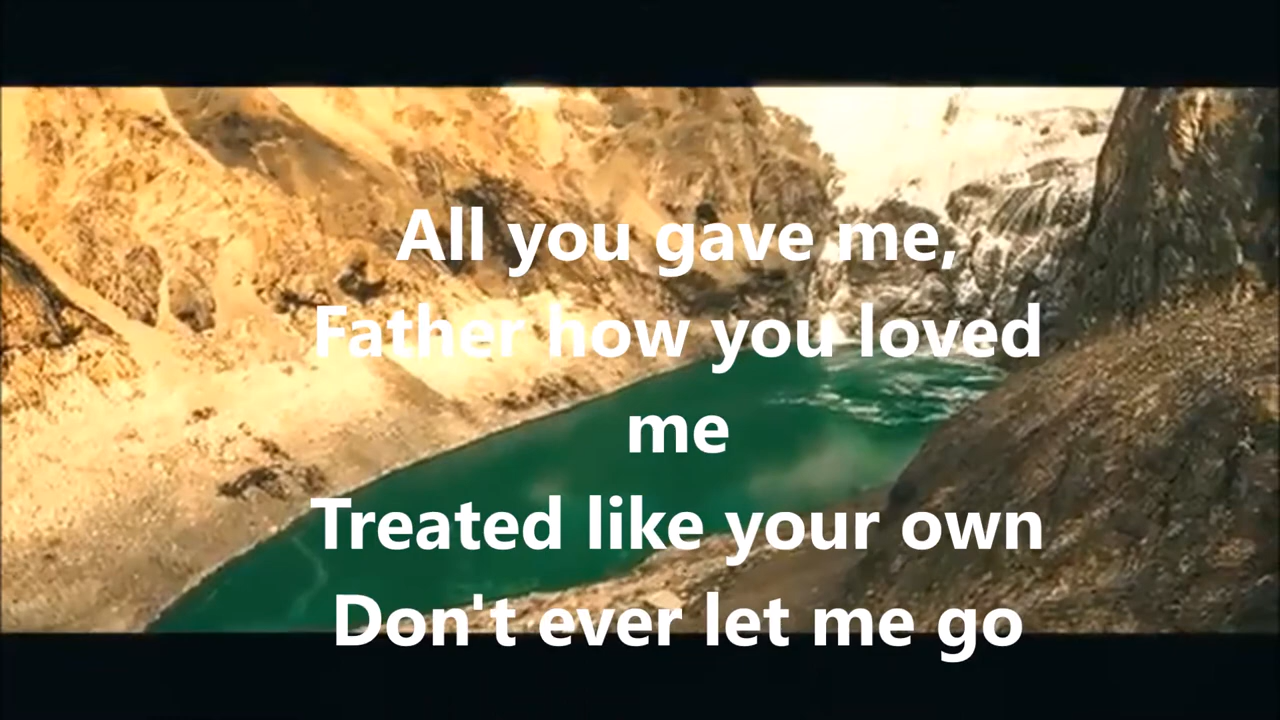 All you gave me,
Father how you loved
me
Treated like your own
Don't ever let me go